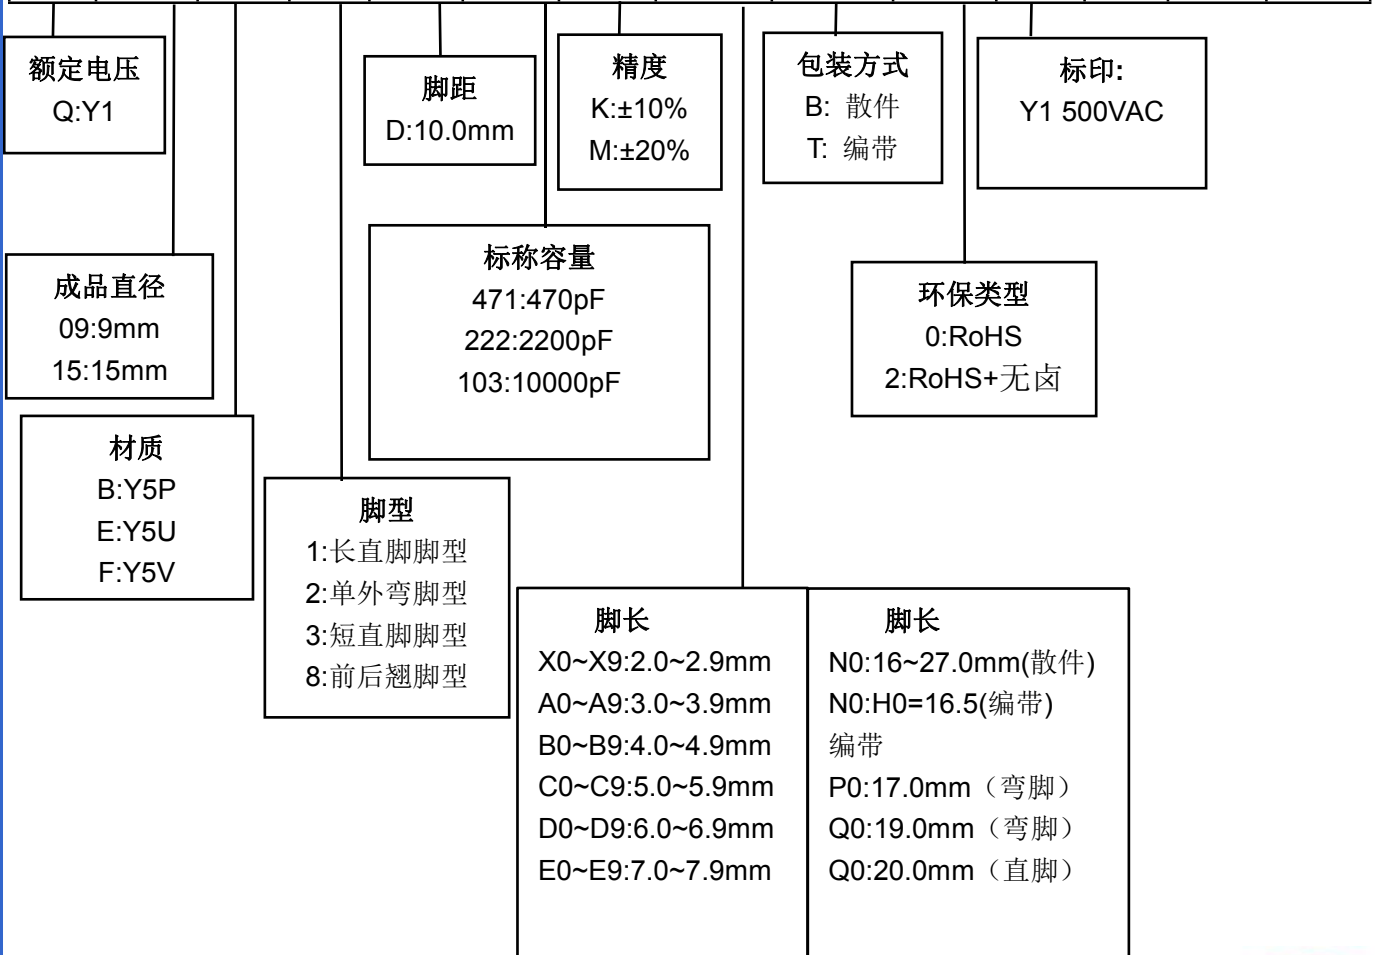 额定电压
Q:Y1
脚距
D:10.0mm
精度
K:±10%
M:±20%
包装方式
B: 散件
T: 编带
标印:
Y1 500VAC
成品直径
09:9mm
15:15mm
标称容量
471:470pF
222:2200pF
103:10000pF
环保类型
0:RoHS
2:RoHS+无卤
材质
B:Y5P
E:Y5U
F:Y5V
脚型
1:长直脚脚型
2:单外弯脚型
3:短直脚脚型
8:前后翘脚型
脚长
X0~X9:2.0~2.9mm
A0~A9:3.0~3.9mm
B0~B9:4.0~4.9mm
C0~C9:5.0~5.9mm
D0~D9:6.0~6.9mm
E0~E9:7.0~7.9mm
脚长
N0:16~27.0mm(散件)
N0:H0=16.5(编带)
编带
P0:17.0mm（弯脚）
Q0:19.0mm（弯脚）
Q0:20.0mm（直脚）